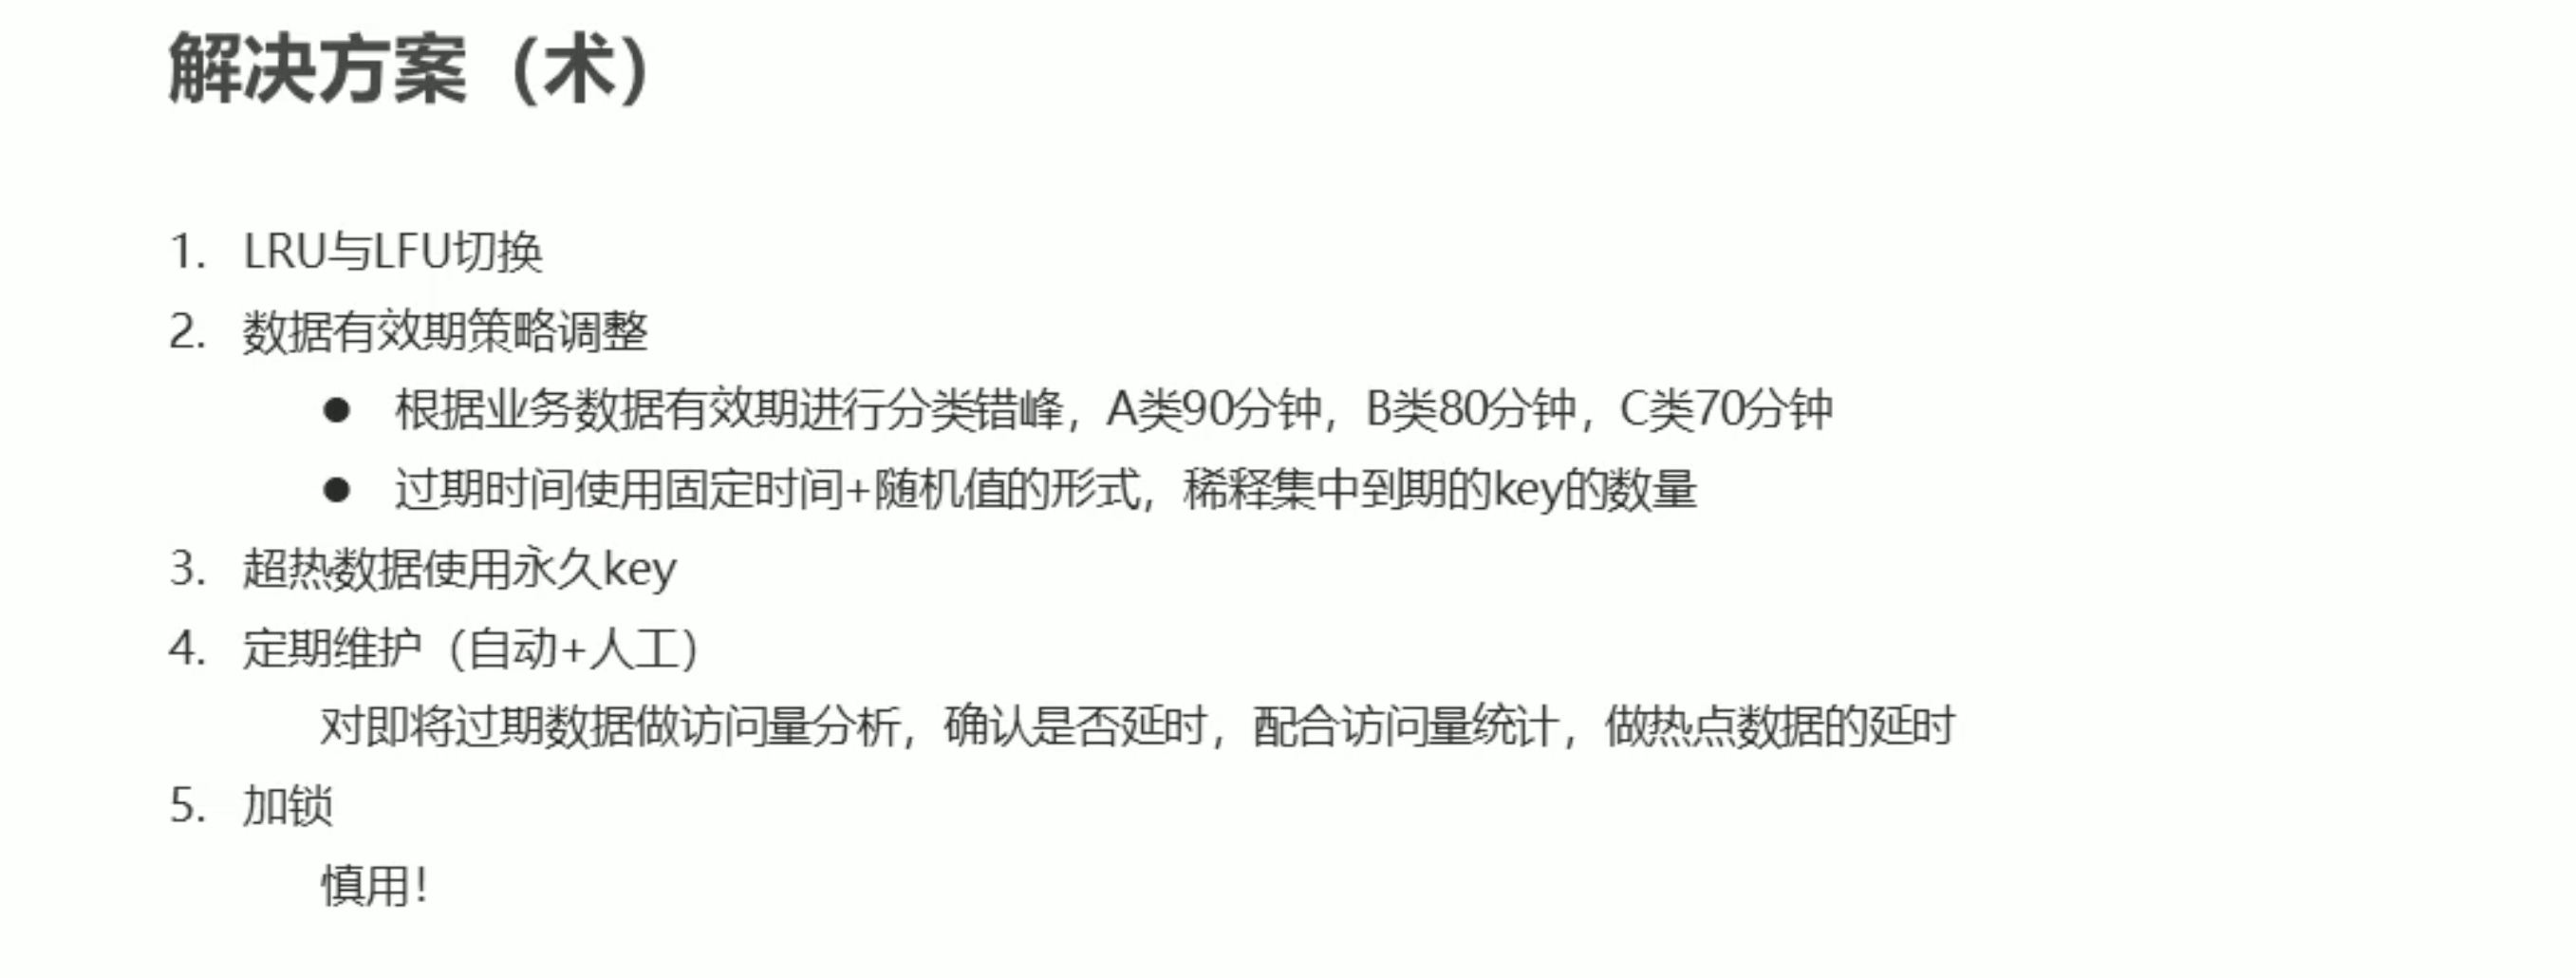 解决方案（术）
1. LRU与LFU切换
2. 数据有效期策略调整
● 根据业务数据有效期进行分类错峰，A类90分钟，B类80分钟，C类70分钟
● 过期时间使用固定时间+随机值的形式，稀释集中到期的key的数量
3. 超热数据使用永久key
4. 定期维护（自动+人工）
对即将过期数据做访问量分析，确认是否延时，配合访问量统计，做热点数据的延时
5. 加锁
慎用！